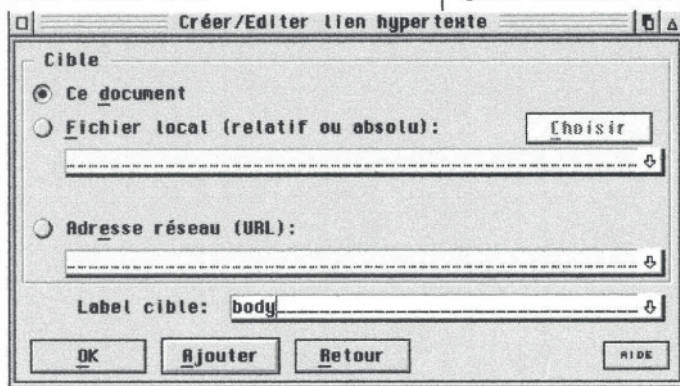 Créer/Editer lien hypertexte
Cible
Ce document
Fichier local (relatif ou absolu):
Choisir
Adresse réseau (URL):
Label cible: body
OK Ajouter Retour AIDE